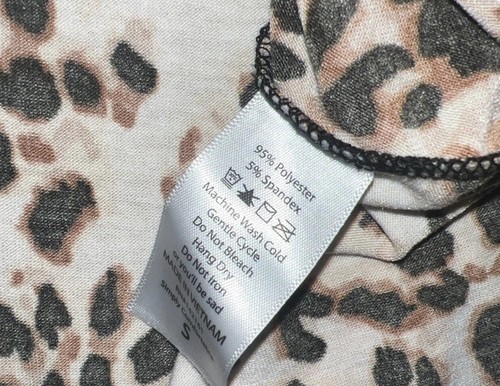 95% Polyester
5% Spandex
Machine Wash Cold
Gentle Cycle
Do Not Bleach
Hang Dry
Do Not Iron
or you'll be sad
MADE IN VIETNAM
Simply
S